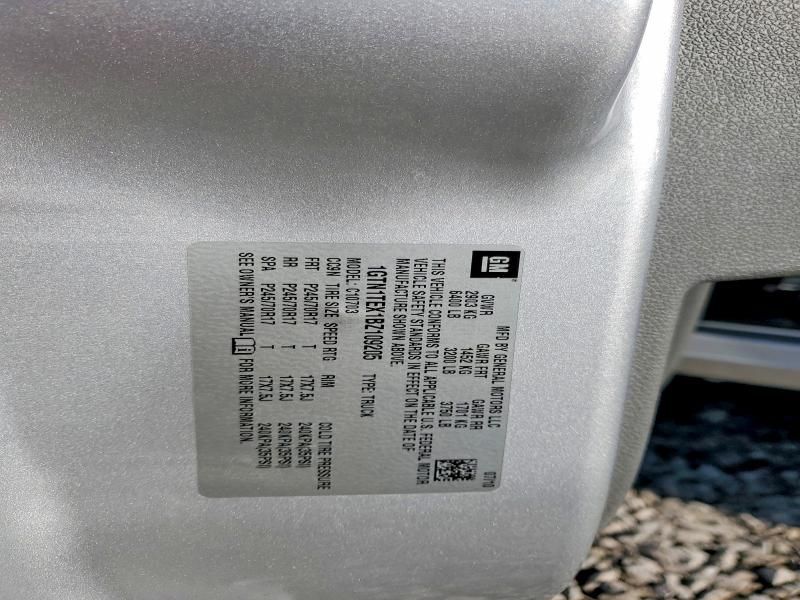 GM
MFD BY GENERAL MOTORS LLC 07/10
GVWR GAWR FRT GAWR RR
2903 KG 1452 KG 1701 KG
6400 LB 3200 LB 3750 LB
THIS VEHICLE CONFORMS TO ALL APPLICABLE U.S. FEDERAL MOTOR
VEHICLE SAFETY STANDARDS IN EFFECT ON THE DATE OF
MANUFACTURE SHOWN ABOVE.
1GTN1TEX1BZ109206 TYPE: TRUCK
MODEL: C10703
CO9N TIRE SIZE SPEED RTG RIM COLD TIRE PRESSURE
FRT P245/70R17 T 17X7.5J 240KPA(35PSI)
RR P245/70R17 T 17X7.5J 240KPA(35PSI)
SPA P245/70R17 T 17X7.5J 240KPA(35PSI)
SEE OWNER'S MANUAL FOR MORE INFORMATION.